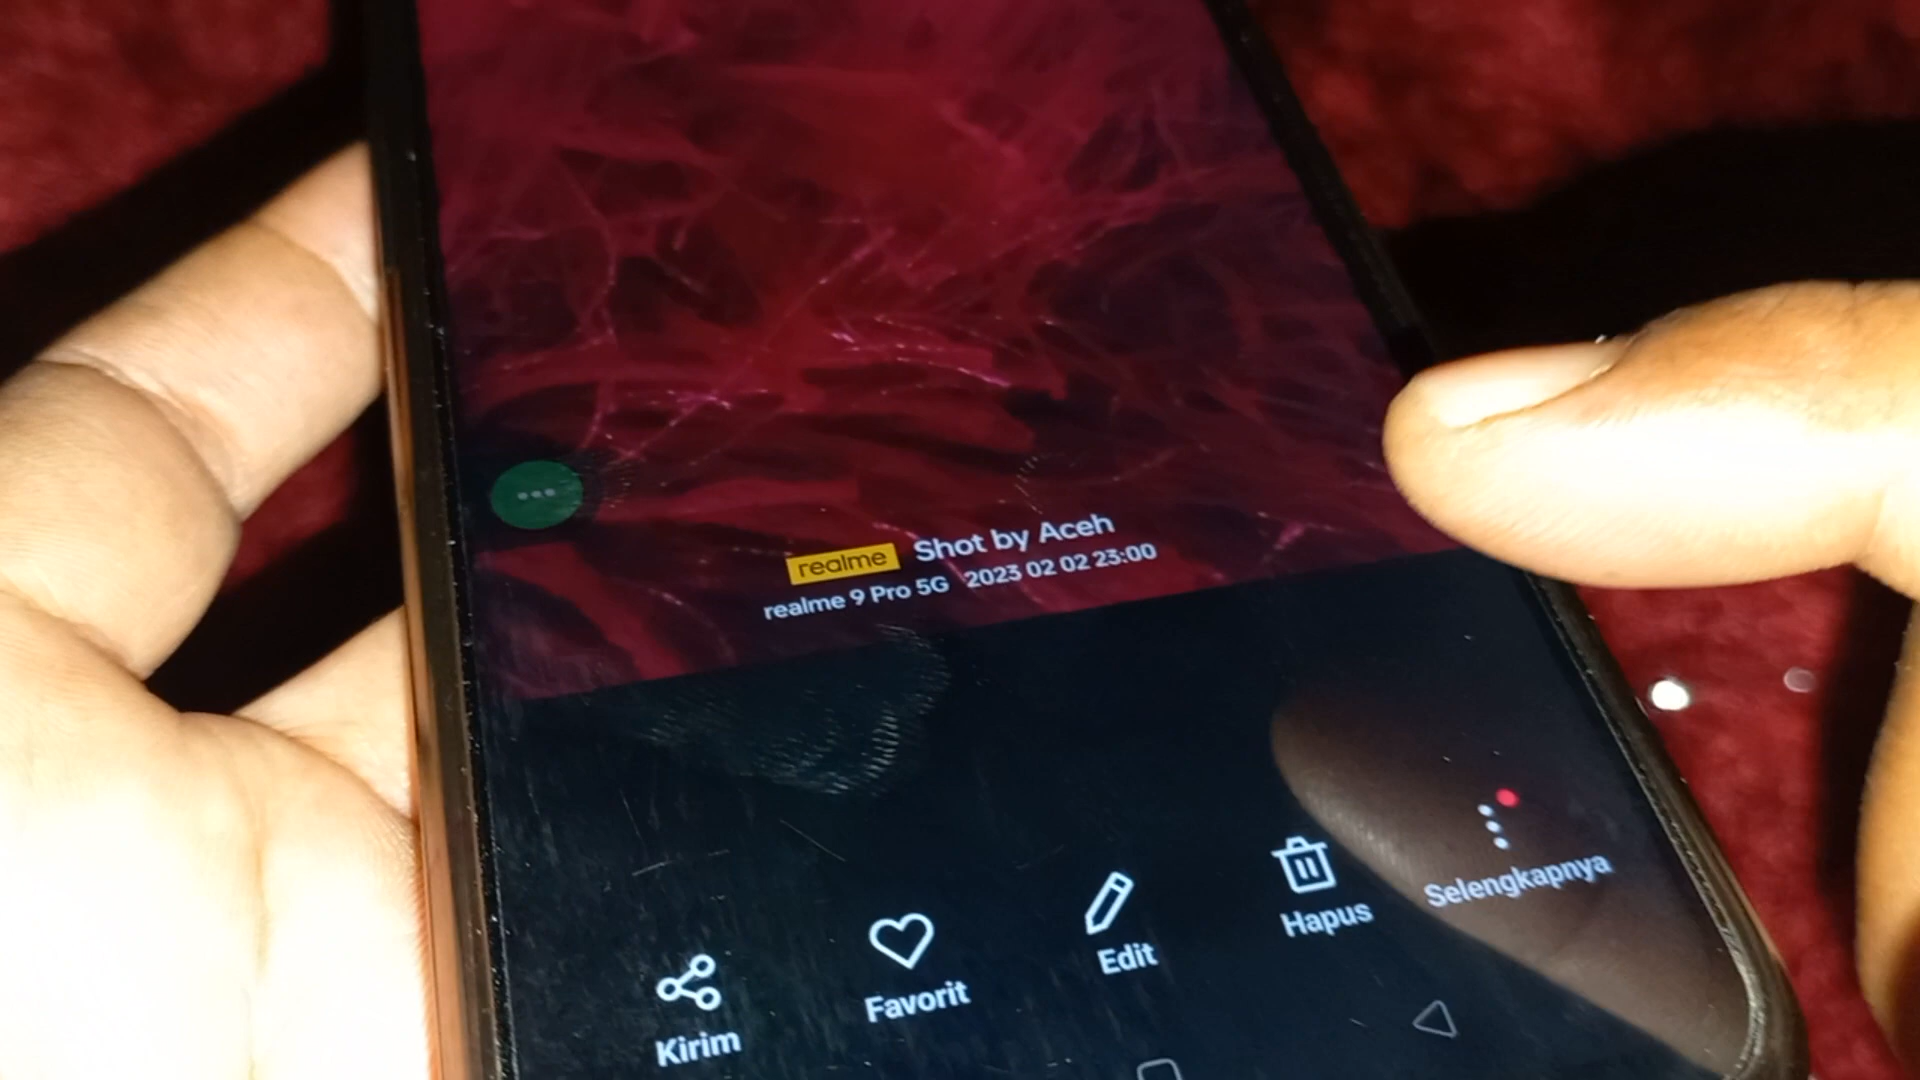 realme Shot by Aceh
realme 9 Pro 5G 2023 02 02 23:00
Kirim
Favorit
Edit
Hapus
Selengkapnya